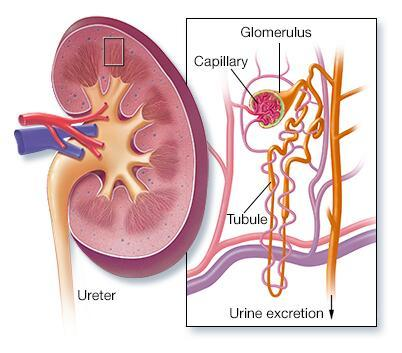 Glomerulus
Capillary
Tubule
Ureter
Urine excretion